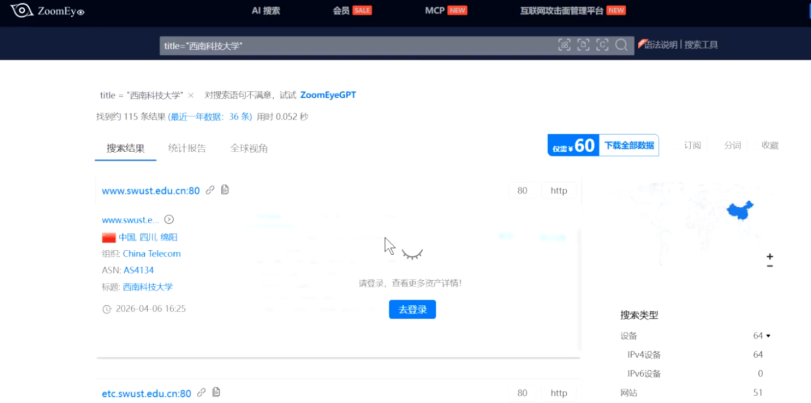 ZoomEye
AI 搜索 会员 SALE MCP NEW 互联网攻击面管理平台 NEW
title="西南科技大学" 语法说明 | 搜索工具
title = "西南科技大学" × 对搜索语句不满意，试试 ZoomEyeGPT
找到约 115 条结果 (最近一年数据：36 条) 用时 0.052 秒
搜索结果 统计报告 全球视角 仅需¥60 下载全部数据 订阅 分词 收藏
www.swust.edu.cn:80 80 http
www.swust.e...
中国, 四川, 绵阳
组织: China Telecom
ASN: AS4134
标题: 西南科技大学
2026-04-06 16:25
请登录，查看更多资产详情!
去登录
+
−
搜索类型
设备 64
IPv4设备 64
IPv6设备 0
网站 51
etc.swust.edu.cn:80 80 http